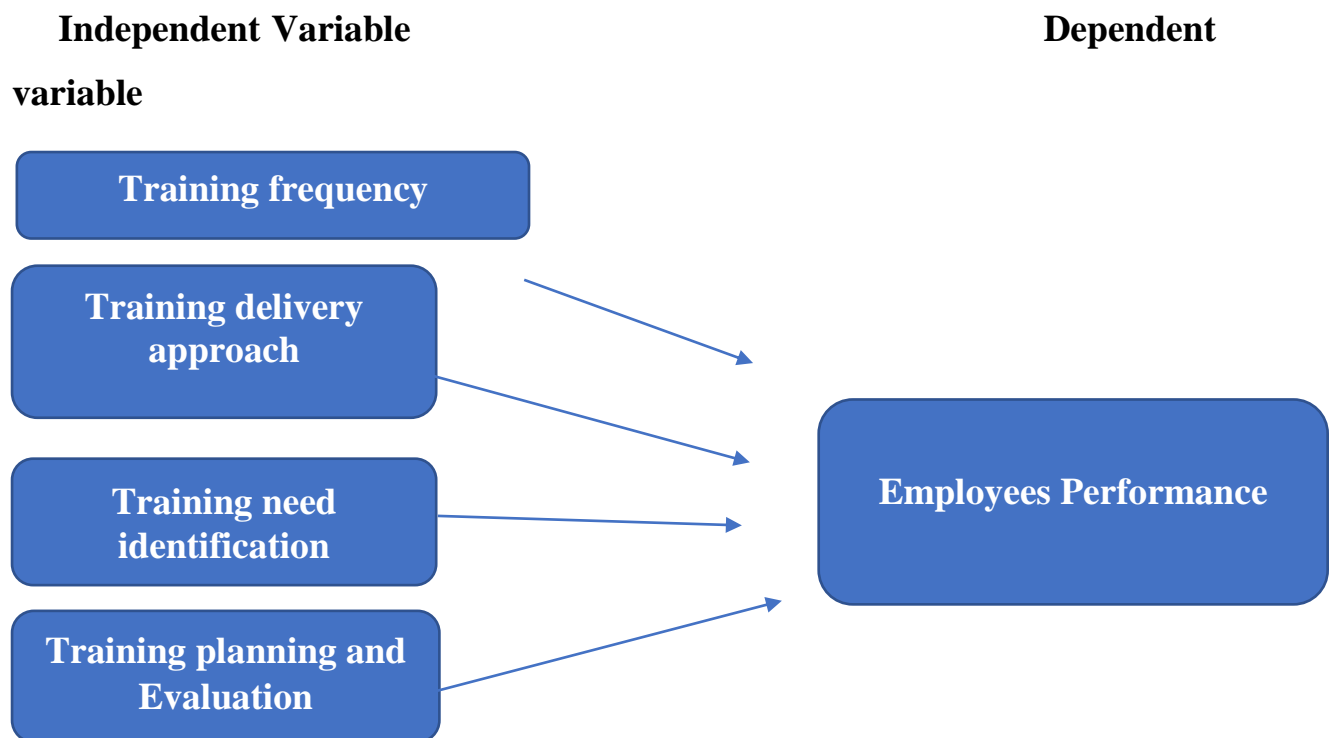 Independent Variable Dependent
variable
Training frequency
Training delivery
approach
Training need
identification
Employees Performance
Training planning and
Evaluation